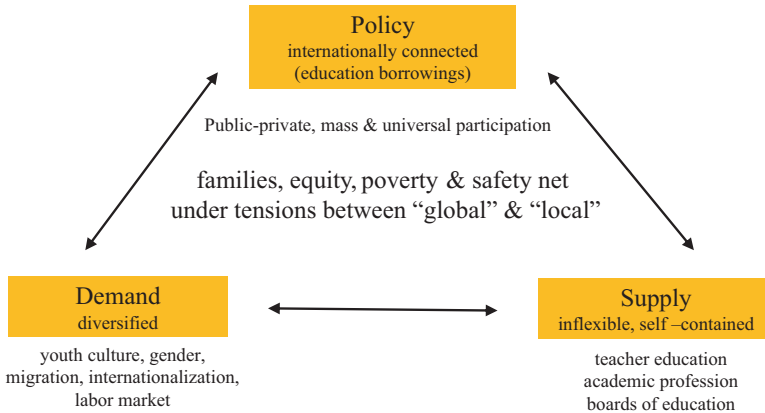 Policy
internationally connected
(education borrowings)
Public-private, mass & universal participation
families, equity, poverty & safety net
under tensions between “global” & “local”
Demand
diversified
youth culture, gender,
migration, internationalization,
labor market
Supply
inflexible, self –contained
teacher education
academic profession
boards of education